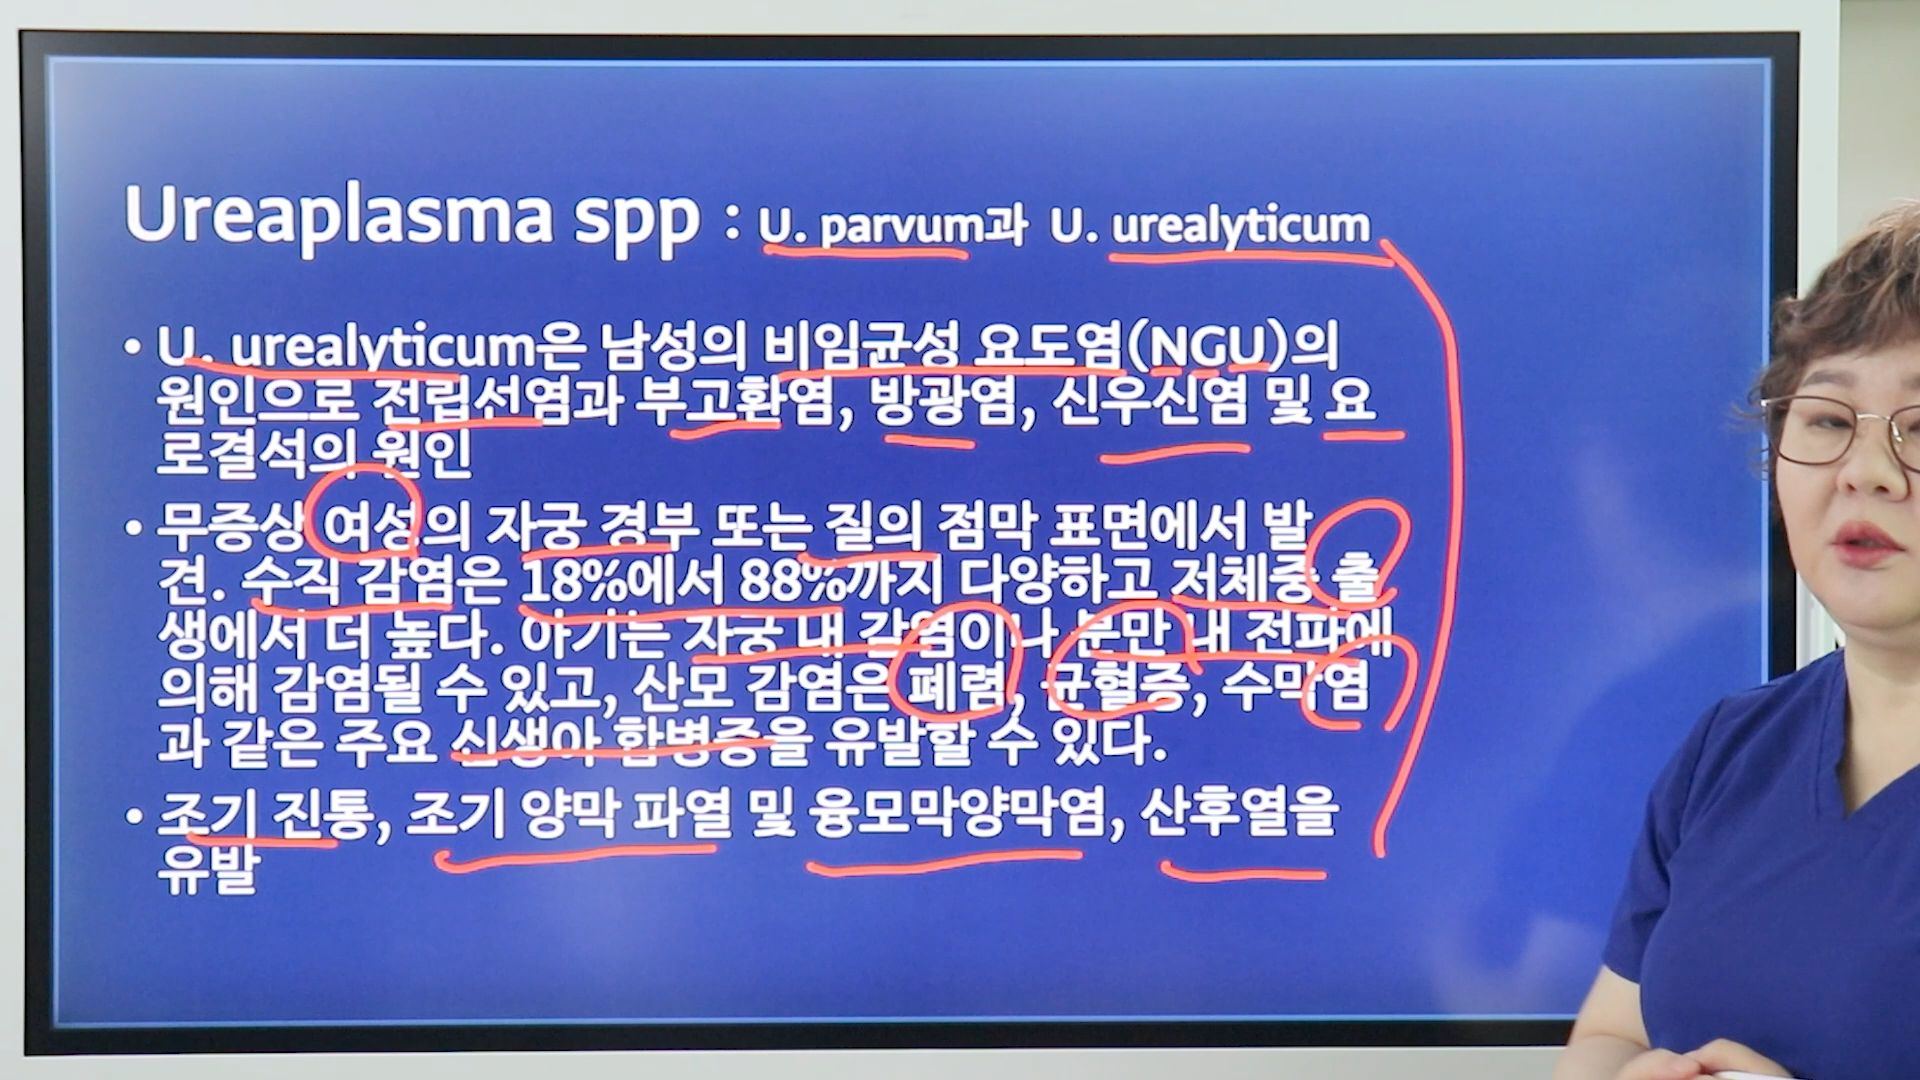 Ureaplasma spp : U. parvum과 U. urealyticum
• U. urealyticum은 남성의 비임균성 요도염(NGU)의
원인으로 전립선염과 부고환염, 방광염, 신우신염 및 요
로결석의 원인
• 무증상 여성의 자궁 경부 또는 질의 점막 표면에서 발
견. 수직 감염은 18%에서 88%까지 다양하고 저체중 출
생에서 더 높다. 아기는 자궁 내 감염이나 분만 내 전파에
의해 감염될 수 있고, 산모 감염은 폐렴, 균혈증, 수막염
과 같은 주요 신생아 합병증을 유발할 수 있다.
• 조기 진통, 조기 양막 파열 및 융모막양막염, 산후열을
유발